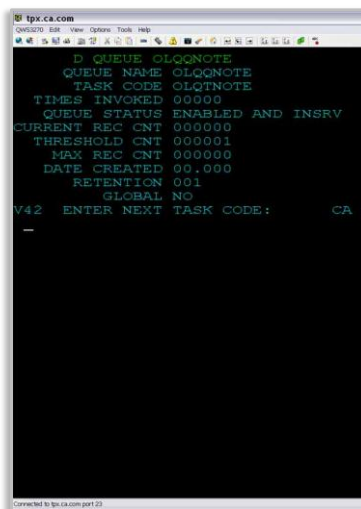 tpx.ca.com
QWS3270 Edit View Options Tools Help
D QUEUE OLQQNOTE
QUEUE NAME OLQQNOTE
TASK CODE OLQTNOTE
TIMES INVOKED 00000
QUEUE STATUS ENABLED AND INSRV
CURRENT REC CNT 000000
THRESHOLD CNT 000001
MAX REC CNT 000000
DATE CREATED 00.000
RETENTION 001
GLOBAL NO
V42 ENTER NEXT TASK CODE: CA
Connected to tpx.ca.com port 23